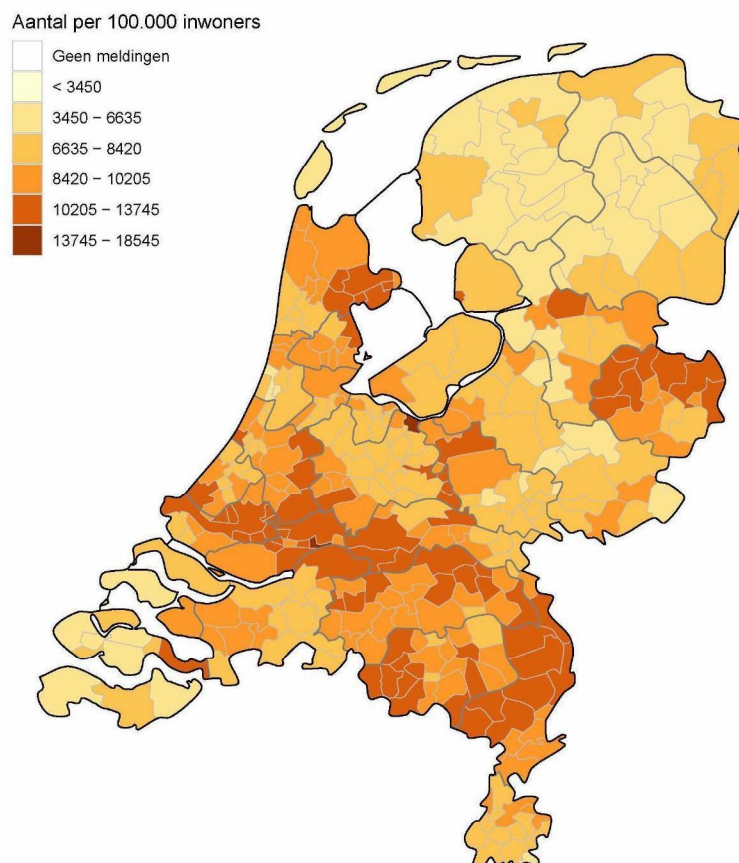 Aantal per 100.000 inwoners
Geen meldingen
< 3450
3450 – 6635
6635 – 8420
8420 – 10205
10205 – 13745
13745 – 18545